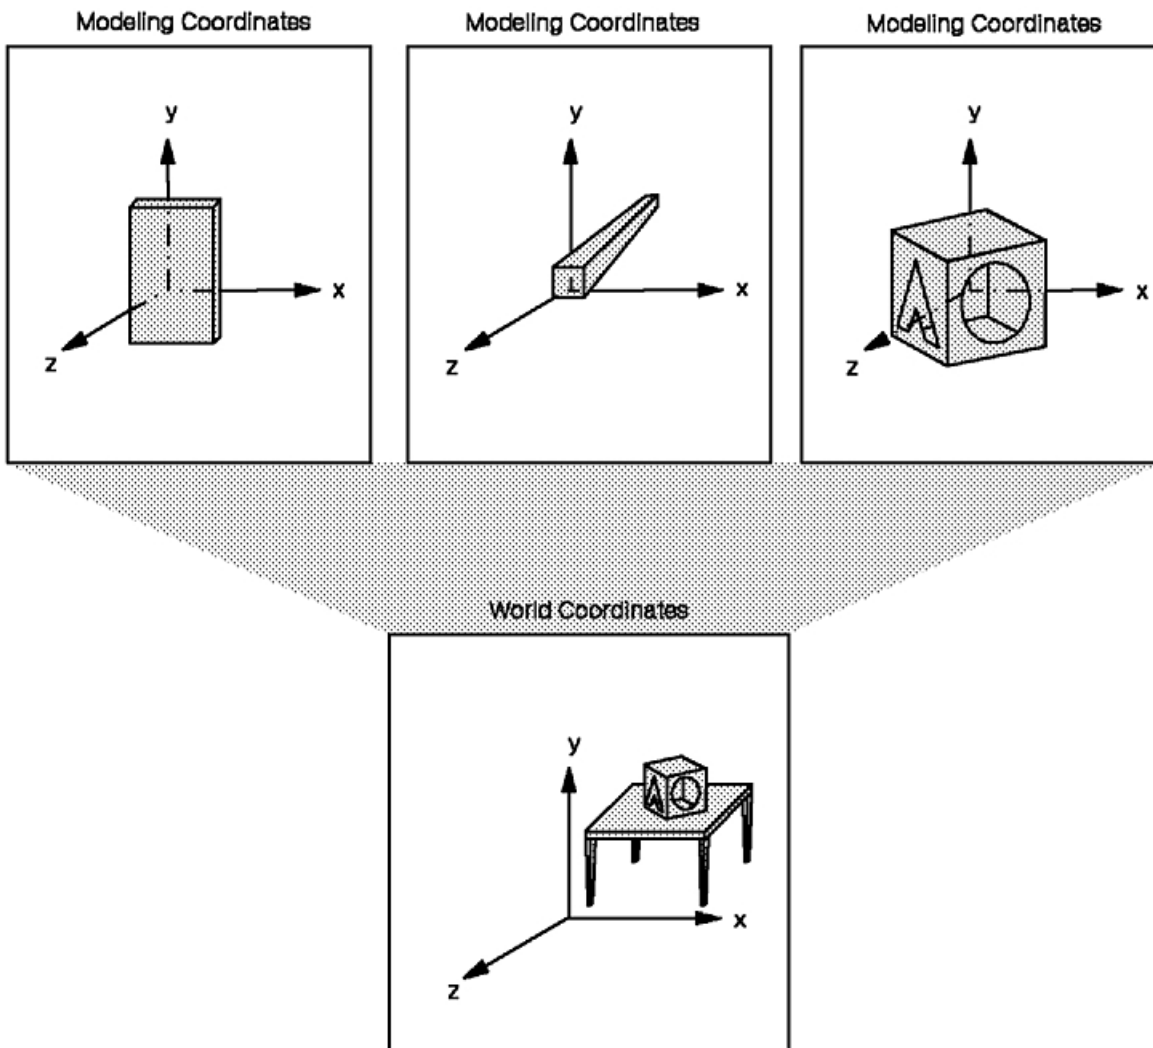 Modeling Coordinates
Modeling Coordinates
Modeling Coordinates
y
x
z
y
x
z
y
x
z
A
World Coordinates
y
A
x
z